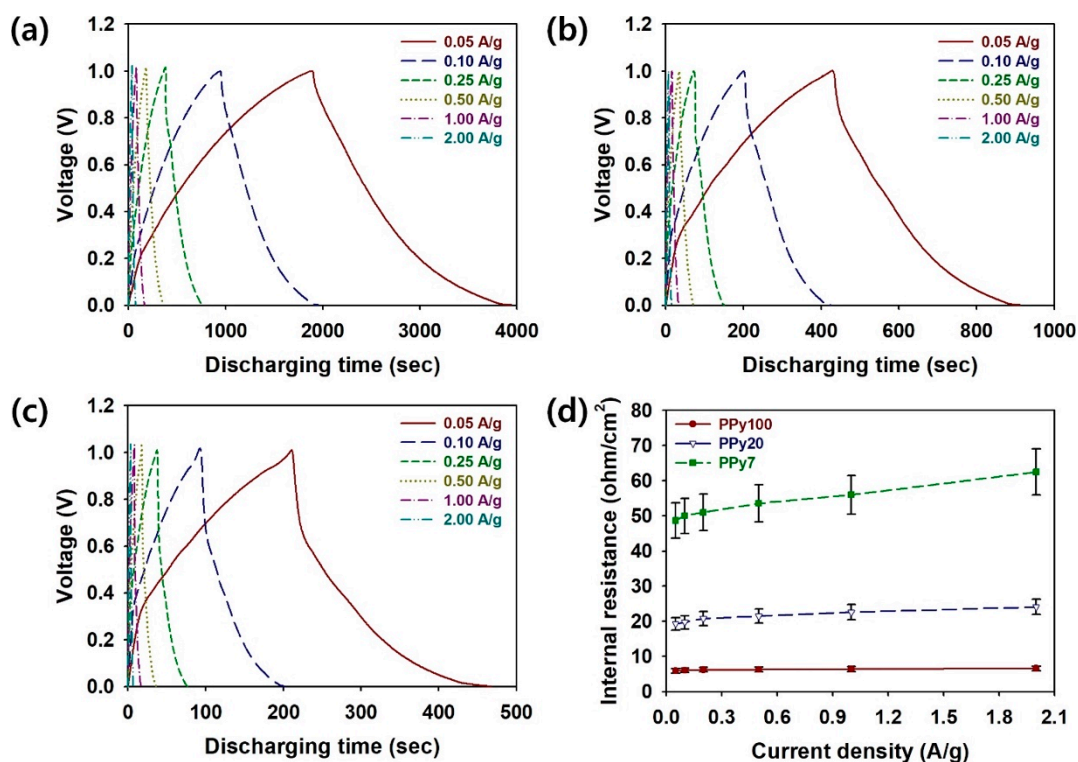 (a)
1.2
1.0
0.8
0.6
0.4
0.2
0.0
Voltage (V)
0.05 A/g
0.10 A/g
0.25 A/g
0.50 A/g
1.00 A/g
2.00 A/g
0 1000 2000 3000 4000
Discharging time (sec)
(b)
1.2
1.0
0.8
0.6
0.4
0.2
0.0
Voltage (V)
0.05 A/g
0.10 A/g
0.25 A/g
0.50 A/g
1.00 A/g
2.00 A/g
0 200 400 600 800 1000
Discharging time (sec)
(c)
1.2
1.0
0.8
0.6
0.4
0.2
0.0
Voltage (V)
0.05 A/g
0.10 A/g
0.25 A/g
0.50 A/g
1.00 A/g
2.00 A/g
0 100 200 300 400 500
Discharging time (sec)
(d)
80
70
60
50
40
30
20
10
0
Internal resistance (ohm/cm²)
PPy100
PPy20
PPy7
0.0 0.3 0.6 0.9 1.2 1.5 1.8 2.1
Current density (A/g)